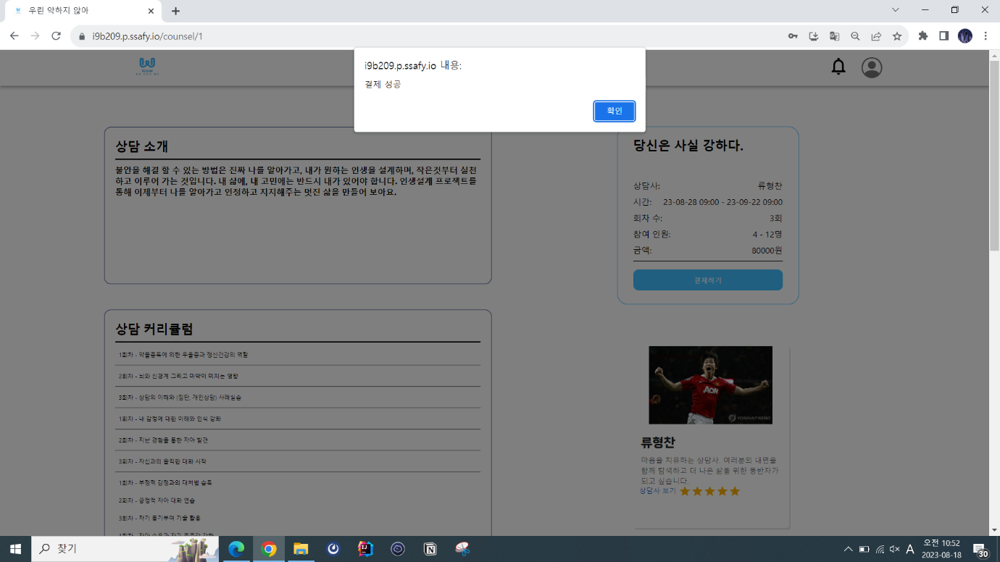 우린 약하지 않아
i9b209.p.ssafy.io/counsel/1
i9b209.p.ssafy.io 내용:
결제 성공
확인
WAW
상담 소개
불안을 해결 할 수 있는 방법은 진짜 나를 알아가고, 내가 원하는 인생을 설계하며, 작은것부터 실천
하고 이루어 가는 것입니다. 내 삶에, 내 고민에는 반드시 내가 있어야 합니다. 인생설계 프로젝트를
통해 이제부터 나를 알아가고 인정하고 지지해주는 멋진 삶을 만들어 보아요.
당신은 사실 강하다.
상담사: 류형찬
시간: 23-08-28 09:00 - 23-09-22 09:00
회차 수: 3회
참여 인원: 4 - 12명
금액: 80000원
결제하기
상담 커리큘럼
1회차 - 약물중독에 의한 우울증과 정신건강의 역할
2회차 - 뇌와 신경계 그리고 마약이 미치는 영향
3회차 - 상담의 이해와 (집단, 개인상담) 사례실습
1회차 - 내 감정에 대한 이해와 인식 강화
2회차 - 지난 경험을 통한 자아 발견
3회차 - 자신과의 솔직한 대화 시작
1회차 - 부정적 감정과의 대처법 습득
2회차 - 긍정적 자아 대화 연습
3회차 - 자기 동기부여 기술 활용
AON
YONHAP NEWS
류형찬
마음을 치유하는 상담사. 여러분의 내면을
함께 탐색하고 더 나은 삶을 위한 동반자가
되고 싶습니다.
상담사 보기
찾기
A
오전 10:52
2023-08-18
30